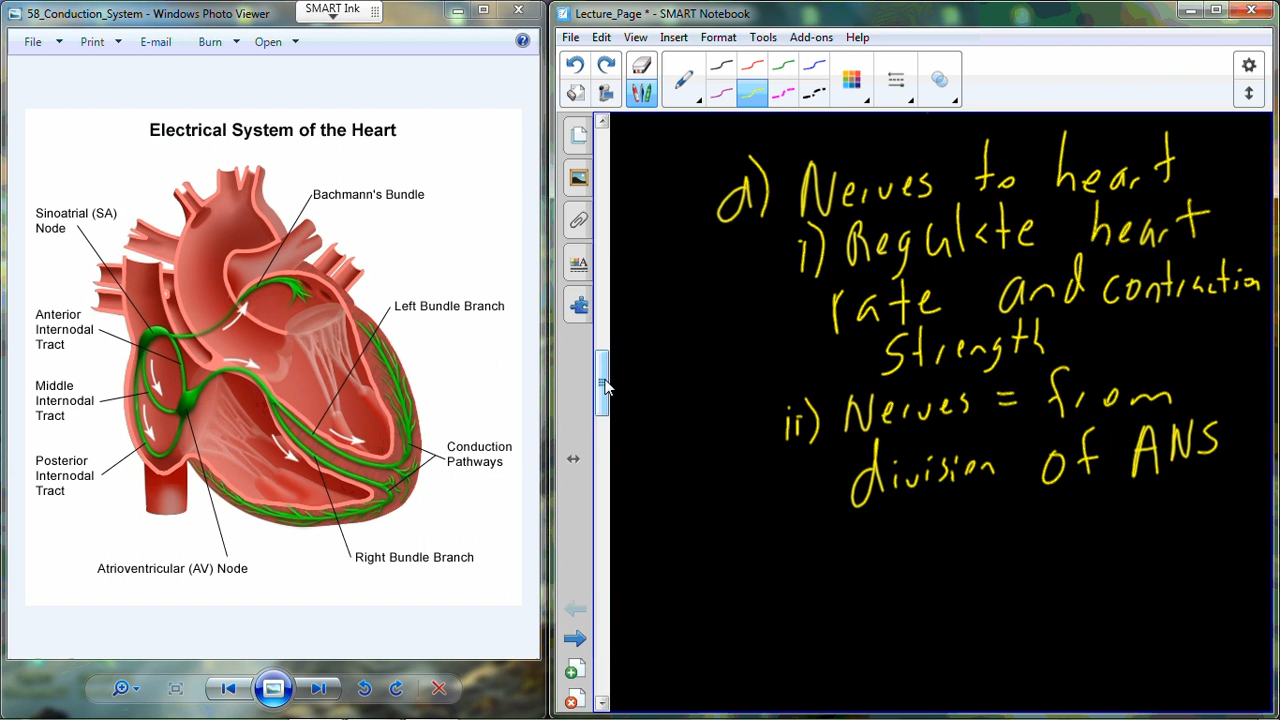 58_Conduction_System - Windows Photo Viewer
SMART Ink
File Print E-mail Burn Open
Electrical System of the Heart
Bachmann's Bundle
Sinoatrial (SA)
Node
Left Bundle Branch
Anterior
Internodal
Tract
Middle
Internodal
Tract
Conduction
Pathways
Posterior
Internodal
Tract
Right Bundle Branch
Atrioventricular (AV) Node
Lecture_Page * - SMART Notebook
File Edit View Insert Format Tools Add-ons Help
d) Nerves to heart
i) Regulate heart
rate and contraction
strength
ii) Nerves = from
division of ANS